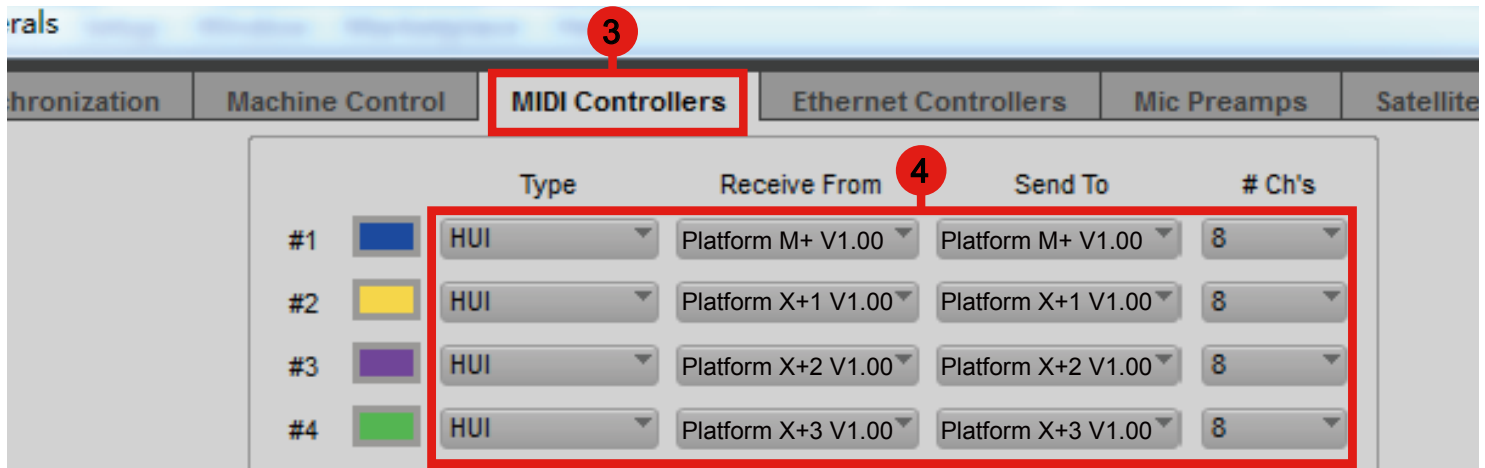 erals
3
chronization Machine Control MIDI Controllers Ethernet Controllers Mic Preamps Satellite
4
Type Receive From Send To # Ch's
#1 HUI Platform M+ V1.00 Platform M+ V1.00 8
#2 HUI Platform X+1 V1.00 Platform X+1 V1.00 8
#3 HUI Platform X+2 V1.00 Platform X+2 V1.00 8
#4 HUI Platform X+3 V1.00 Platform X+3 V1.00 8